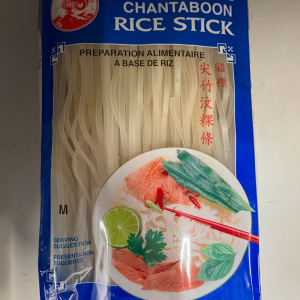 CHANTABOON
RICE STICK
PREPARATION ALIMENTAIRE
A BASE DE RIZ
尖竹汶粿條
M
SERVING
SUGGESTION
PRESENTATION
SUGGEREE